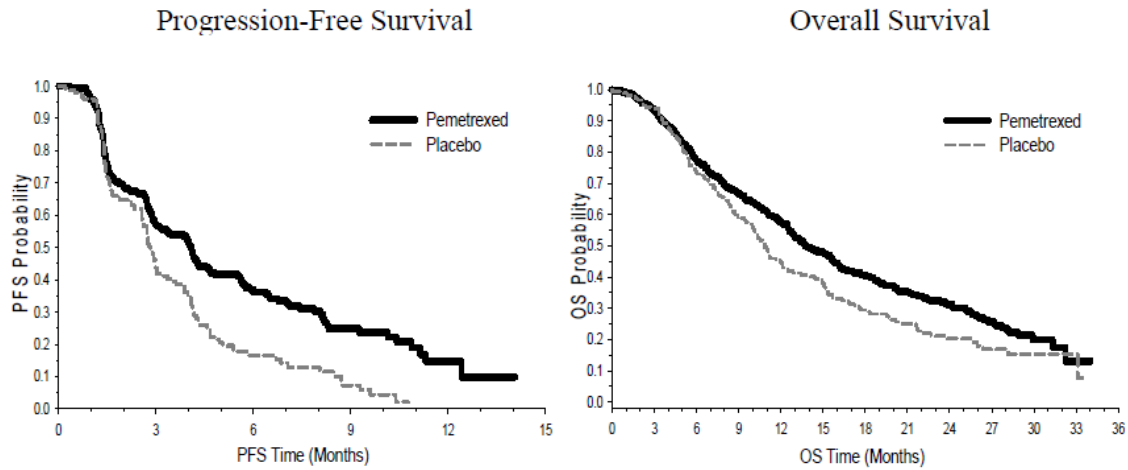 Progression-Free Survival
Overall Survival
1.0
0.9
0.8
0.7
0.6
0.5
0.4
0.3
0.2
0.1
0.0
PFS Probability
Pemetrexed
Placebo
0 3 6 9 12 15
PFS Time (Months)
1.0
0.9
0.8
0.7
0.6
0.5
0.4
0.3
0.2
0.1
0.0
OS Probability
Pemetrexed
Placebo
0 3 6 9 12 15 18 21 24 27 30 33 36
OS Time (Months)